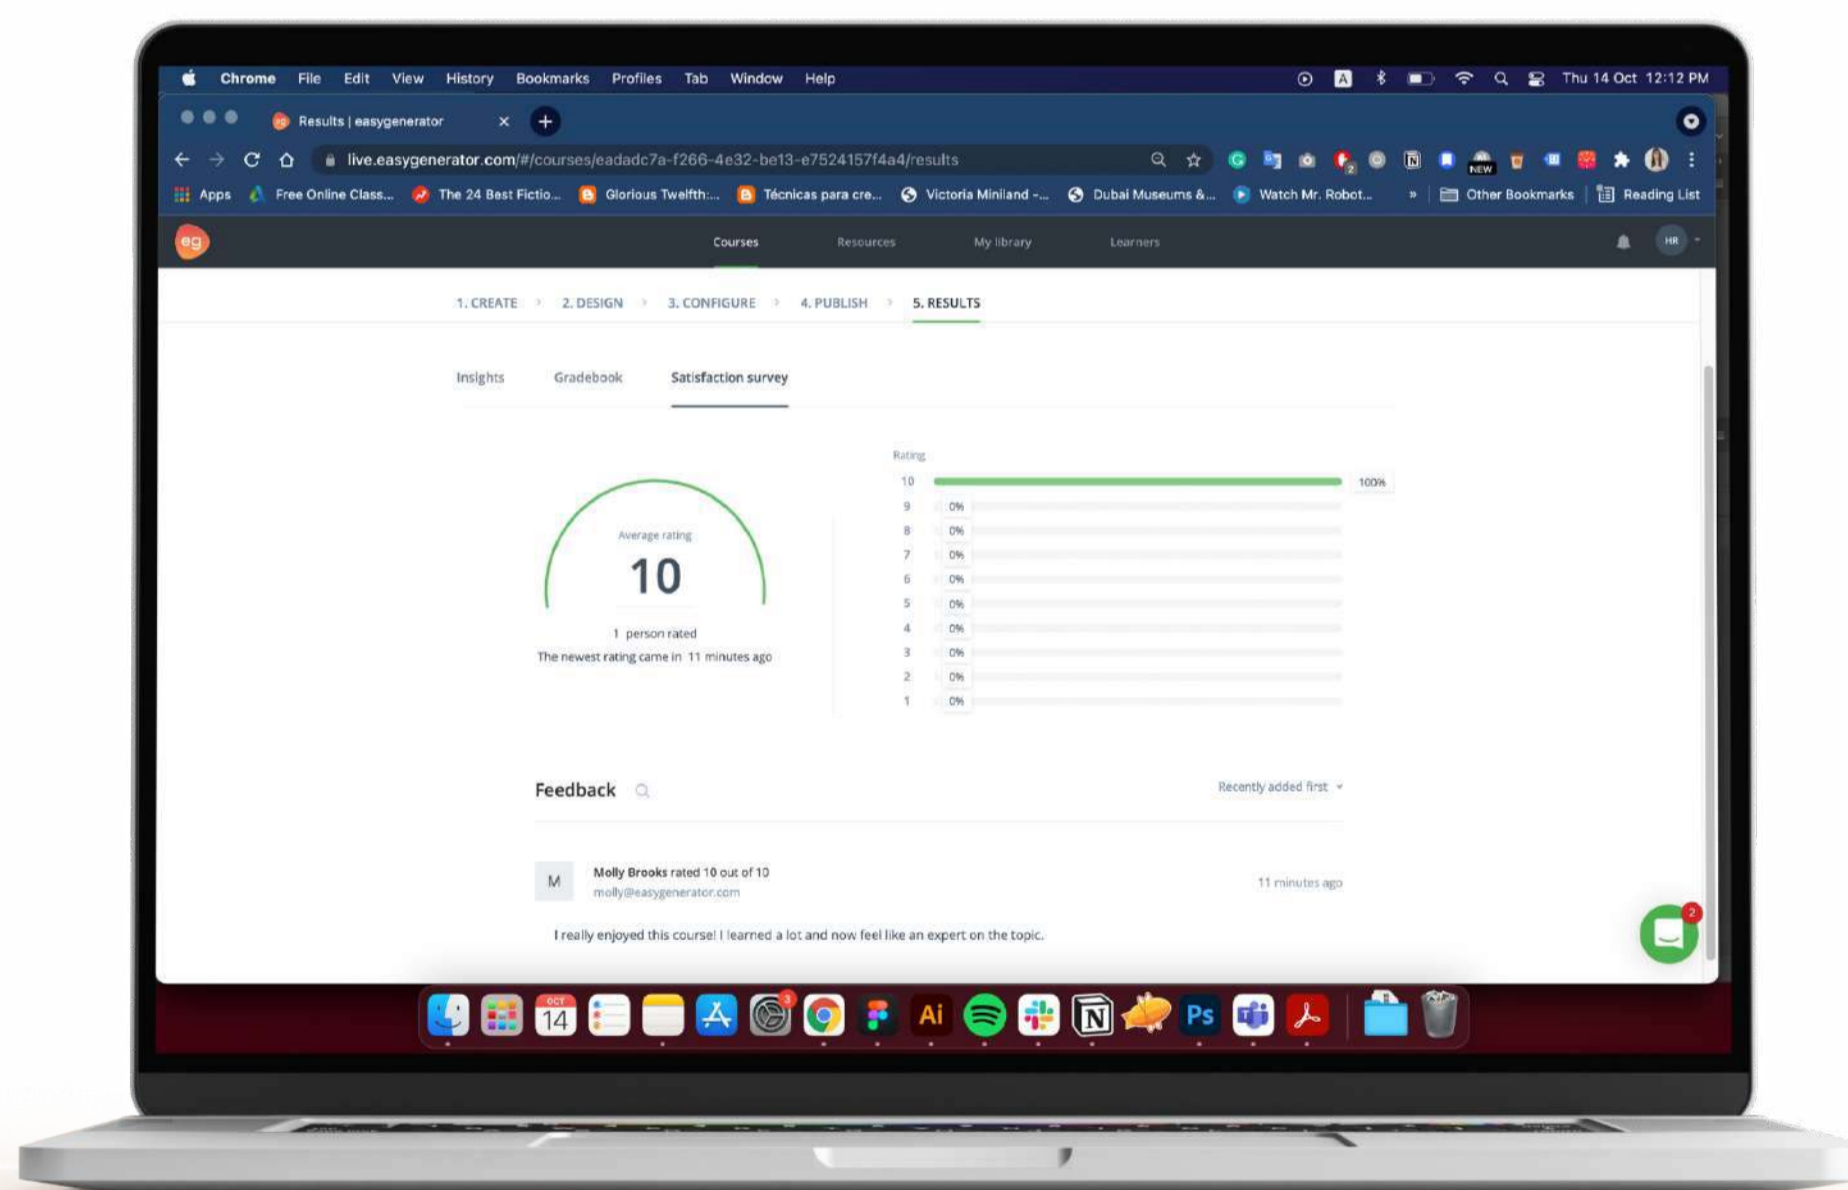 Chrome File Edit View History Bookmarks Profiles Tab Window Help A Thu 14 Oct 12:12 PM
eg Results | easygenerator
live.easygenerator.com/#/courses/eadadc7a-f266-4e32-be13-e7524157f4a4/results 2 NEW
Apps Free Online Class... The 24 Best Fictio... Glorious Twelfth:... Técnicas para cre... Victoria Miniland -... Dubai Museums &... Watch Mr. Robot... » Other Bookmarks Reading List
eg Courses Resources My library Learners HR
1. CREATE > 2. DESIGN > 3. CONFIGURE > 4. PUBLISH > 5. RESULTS
Insights Gradebook Satisfaction survey
Average rating
10
1 person rated
The newest rating came in 11 minutes ago
Rating
10 100%
9 0%
8 0%
7 0%
6 0%
5 0%
4 0%
3 0%
2 0%
1 0%
Feedback Recently added first
M Molly Brooks rated 10 out of 10
molly@easygenerator.com 11 minutes ago
I really enjoyed this course! I learned a lot and now feel like an expert on the topic.
2
OCT 3
14 Ai N Ps